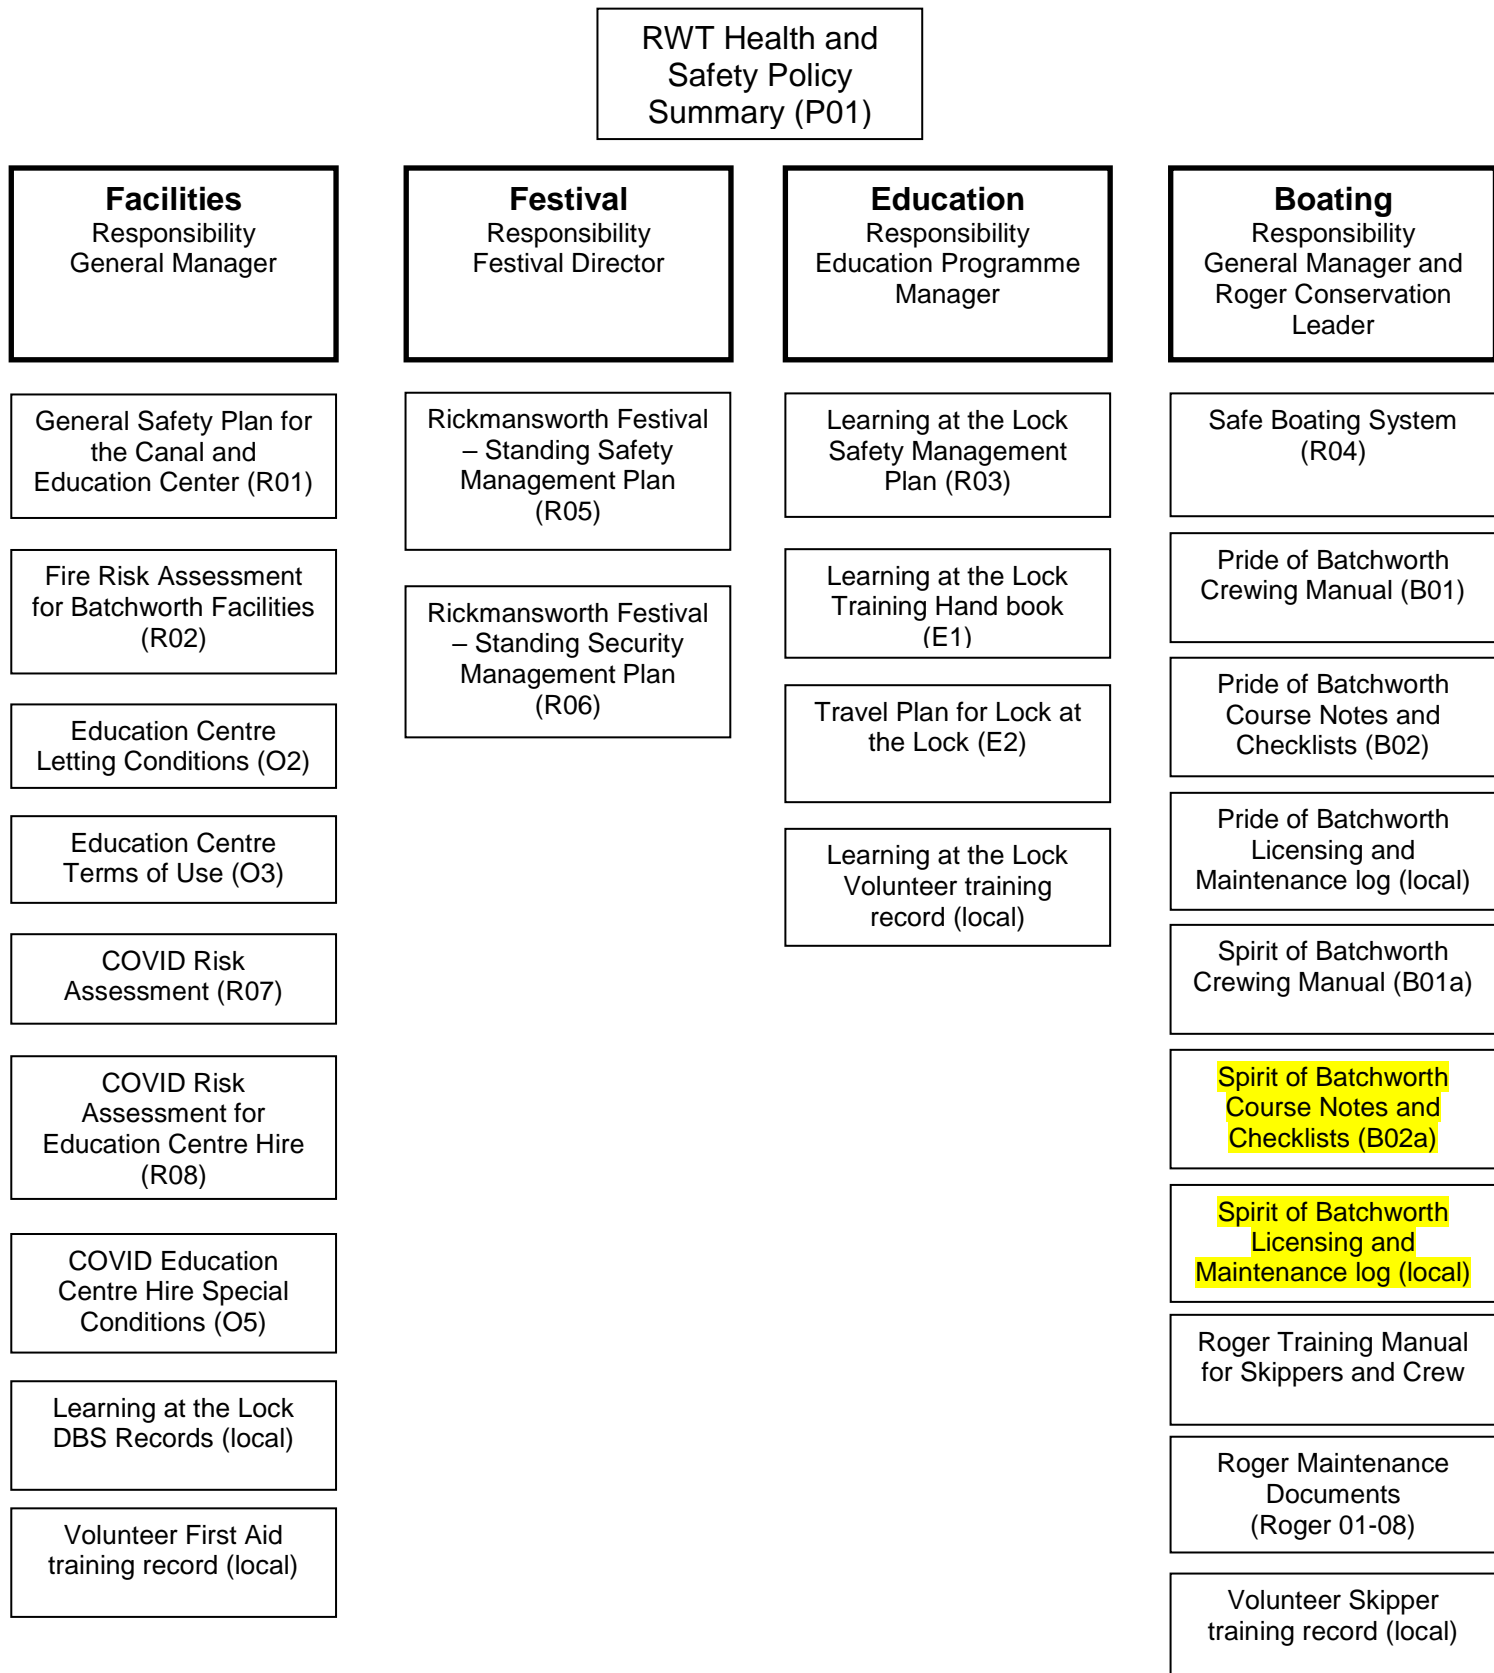 RWT Health and
Safety Policy
Summary (P01)
Facilities
Responsibility
General Manager
General Safety Plan for
the Canal and
Education Center (R01)
Fire Risk Assessment
for Batchworth Facilities
(R02)
Education Centre
Letting Conditions (O2)
Education Centre
Terms of Use (O3)
COVID Risk
Assessment (R07)
COVID Risk
Assessment for
Education Centre Hire
(R08)
COVID Education
Centre Hire Special
Conditions (O5)
Learning at the Lock
DBS Records (local)
Volunteer First Aid
training record (local)
Festival
Responsibility
Festival Director
Rickmansworth Festival
– Standing Safety
Management Plan
(R05)
Rickmansworth Festival
– Standing Security
Management Plan
(R06)
Education
Responsibility
Education Programme
Manager
Learning at the Lock
Safety Management
Plan (R03)
Learning at the Lock
Training Hand book
(E1)
Travel Plan for Lock at
the Lock (E2)
Learning at the Lock
Volunteer training
record (local)
Boating
Responsibility
General Manager and
Roger Conservation
Leader
Safe Boating System
(R04)
Pride of Batchworth
Crewing Manual (B01)
Pride of Batchworth
Course Notes and
Checklists (B02)
Pride of Batchworth
Licensing and
Maintenance log (local)
Spirit of Batchworth
Crewing Manual (B01a)
Spirit of Batchworth
Course Notes and
Checklists (B02a)
Spirit of Batchworth
Licensing and
Maintenance log (local)
Roger Training Manual
for Skippers and Crew
Roger Maintenance
Documents
(Roger 01-08)
Volunteer Skipper
training record (local)